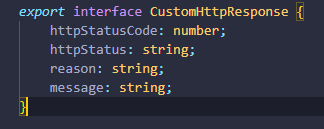 export interface CustomHttpResponse {
    httpStatusCode: number;
    httpStatus: string;
    reason: string;
    message: string;
}